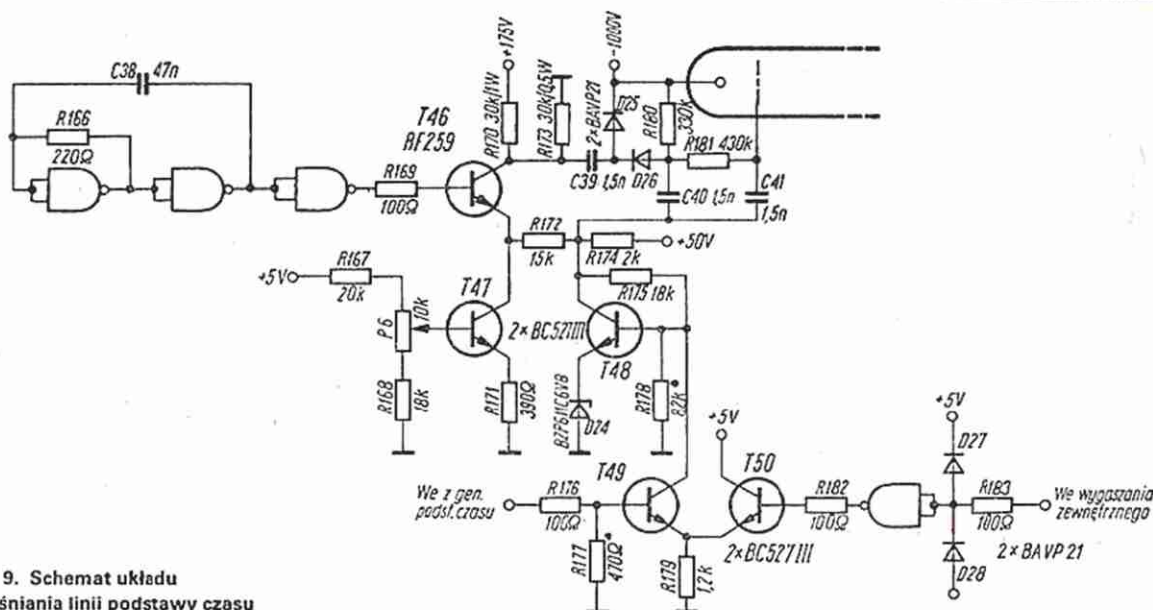 C38
47n
R166
220Ω
T46
BF259
R169
100Ω
+175V
R170 30k/1W
R173 30k/0,5W
-1000V
2×BAVP21
D25
R180
330k
R181 430k
C39 1,5n
D26
C40 1,5n
C41
1,5n
R172
15k
+50V
R174 2k
R175 18k
+5V
R167
20k
P6
10k
T47
2×BC527III
T48
R168
18k
R171
390Ω
BZP611C6V8
D24
R178
82k*
+5V
T49
T50
We z gen.
podst. czasu
R176
100Ω
R177
470Ω*
R179
1,2k
2×BC527III
R182
100Ω
+5V
D27
R183
100Ω
We wygaszania
zewnętrznego
2×BAVP21
D28
9. Schemat układu
śniania linii podstawy czasu